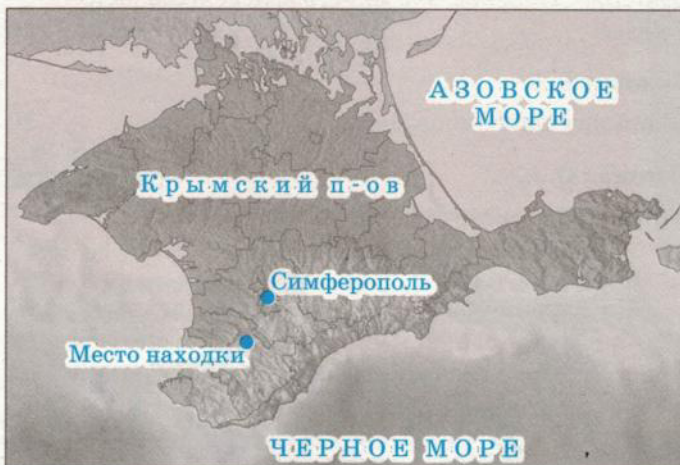 АЗОВСКОЕ
МОРЕ
Крымский п-ов
Симферополь
Место находки
ЧЕРНОЕ МОРЕ